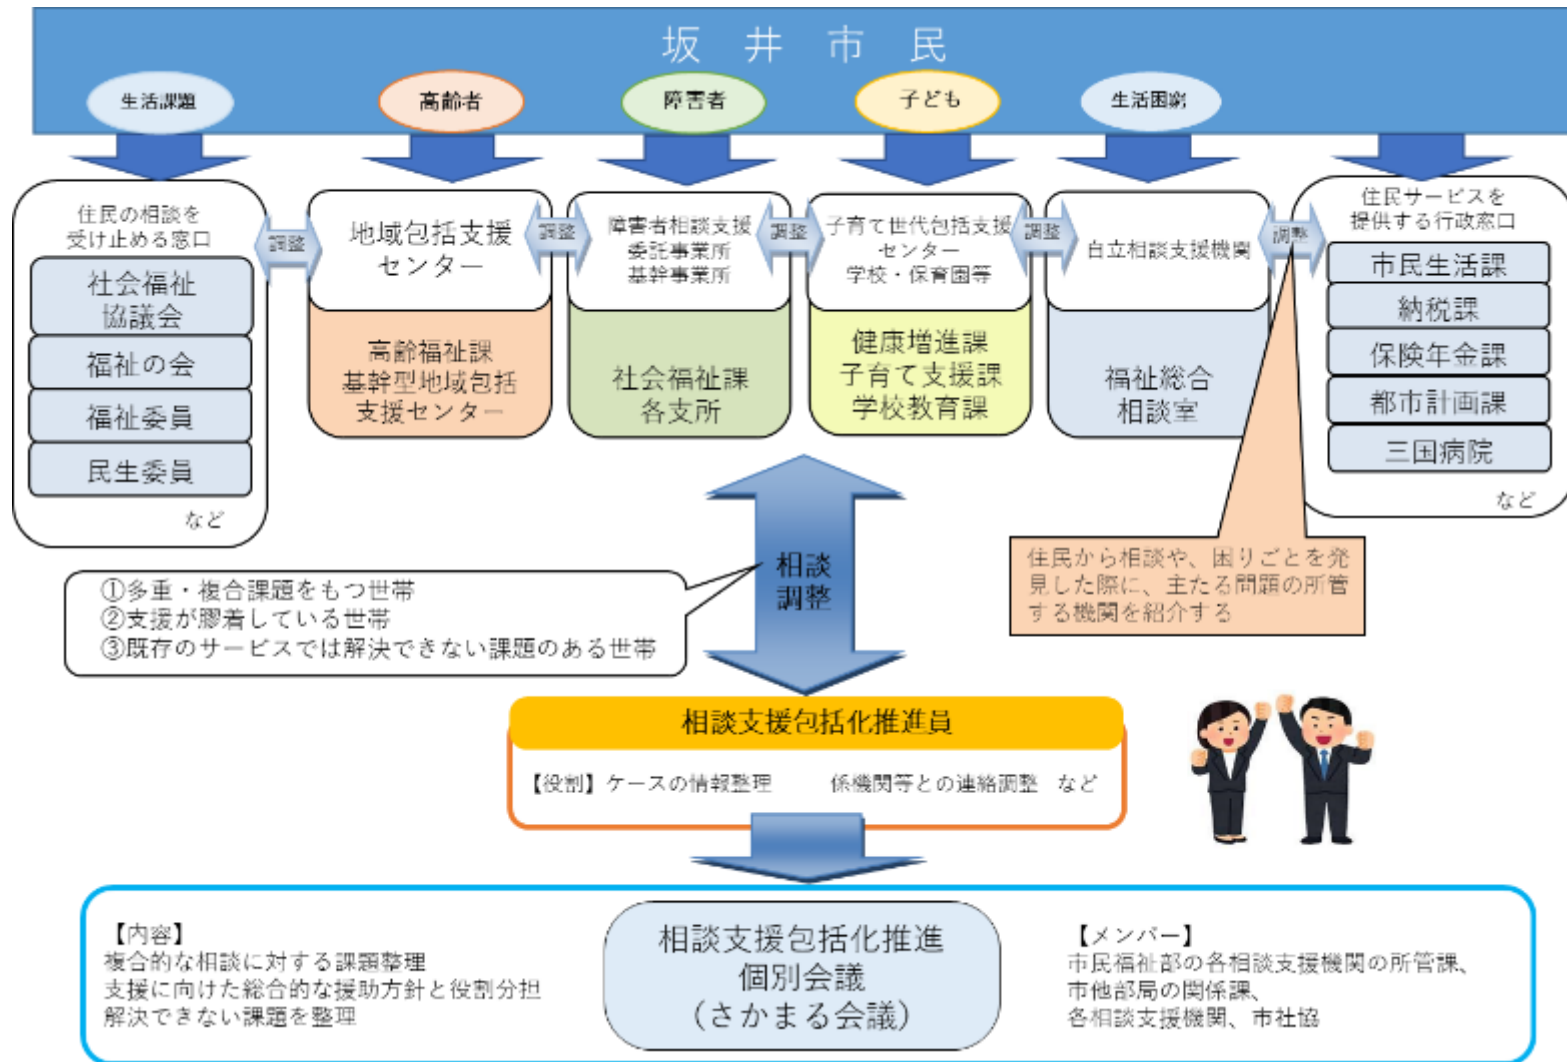 坂井市民
生活課題
高齢者
障害者
子ども
生活困窮
住民の相談を
受け止める窓口
社会福祉
協議会
福祉の会
福祉委員
民生委員
など
調整
地域包括支援
センター
高齢福祉課
基幹型地域包括
支援センター
調整
障害者相談支援
委託事業所
基幹事業所
社会福祉課
各支所
調整
子育て世代包括支援
センター
学校・保育園等
健康増進課
子育て支援課
学校教育課
調整
自立相談支援機関
福祉総合
相談室
調整
住民サービスを
提供する行政窓口
市民生活課
納税課
保険年金課
都市計画課
三国病院
など
住民から相談や、困りごとを発
見した際に、主たる問題の所管
する機関を紹介する
①多重・複合課題をもつ世帯
②支援が膠着している世帯
③既存のサービスでは解決できない課題のある世帯
相談
調整
相談支援包括化推進員
【役割】ケースの情報整理 係機関等との連絡調整 など
【内容】
複合的な相談に対する課題整理
支援に向けた総合的な援助方針と役割分担
解決できない課題を整理
相談支援包括化推進
個別会議
（さかまる会議）
【メンバー】
市民福祉部の各相談支援機関の所管課、
市他部局の関係課、
各相談支援機関、市社協